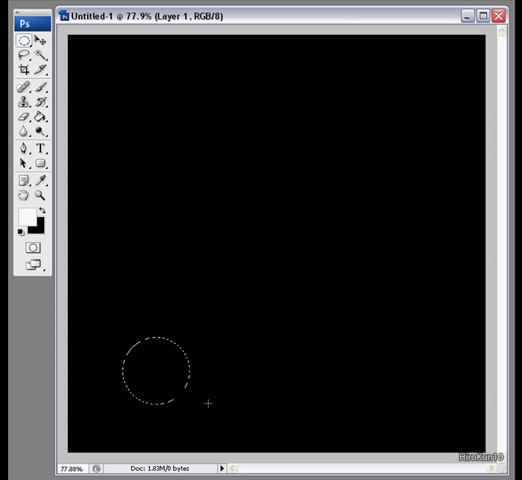 Ps
Untitled-1 @ 77.9% (Layer 1, RGB/8)
T
HiroKun10
77.88%
Doc: 1.83M/0 bytes